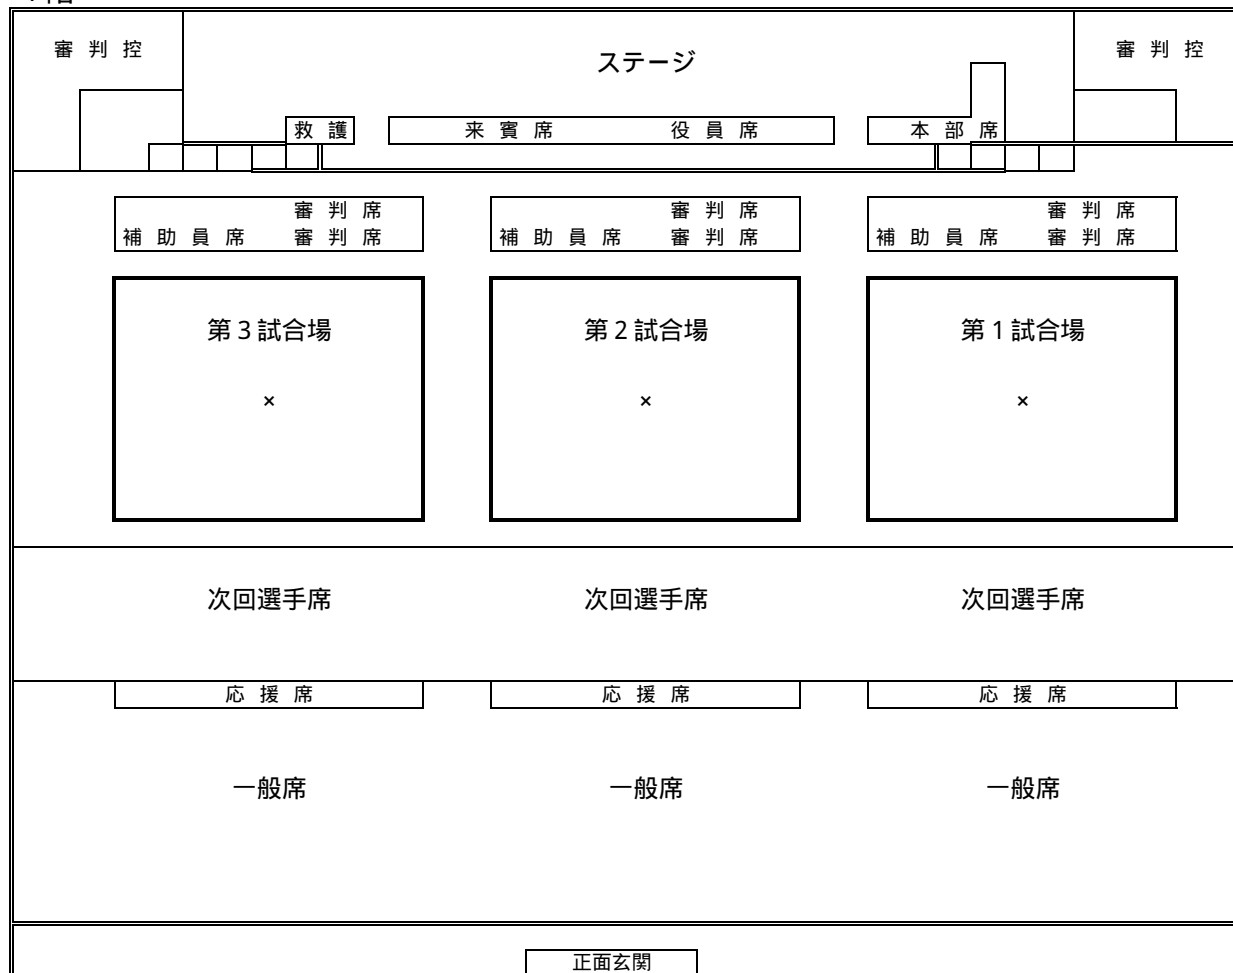 審判控 ステージ 審判控
救護 来賓席 役員席 本部席
審判席 審判席 審判席
補助員席 審判席 補助員席 審判席 補助員席 審判席
第3試合場 第2試合場 第1試合場
× × ×
次回選手席 次回選手席 次回選手席
応援席 応援席 応援席
一般席 一般席 一般席
正面玄関